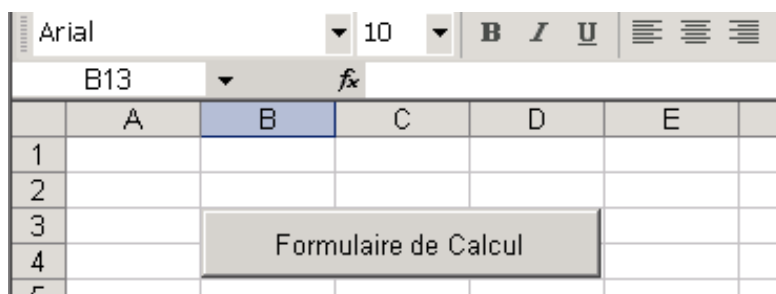 Arial 10 B I U
B13 fx
A B C D E
1
2
3
Formulaire de Calcul
4